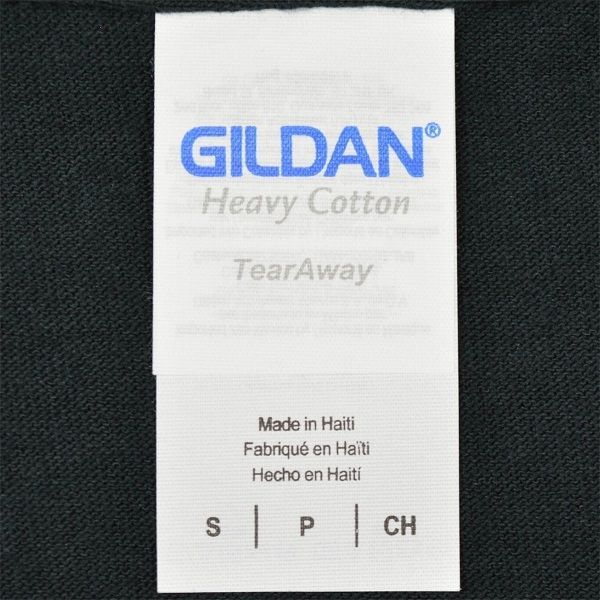 GILDAN®
Heavy Cotton
TearAway
Made in Haiti
Fabriqué en Haïti
Hecho en Haití
S | P | CH